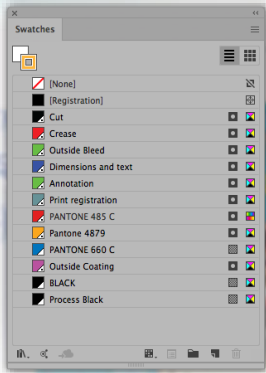 Swatches
[None]
[Registration]
Cut
Crease
Outside Bleed
Dimensions and text
Annotation
Print registration
PANTONE 485 C
Pantone 4879
PANTONE 660 C
Outside Coating
BLACK
Process Black